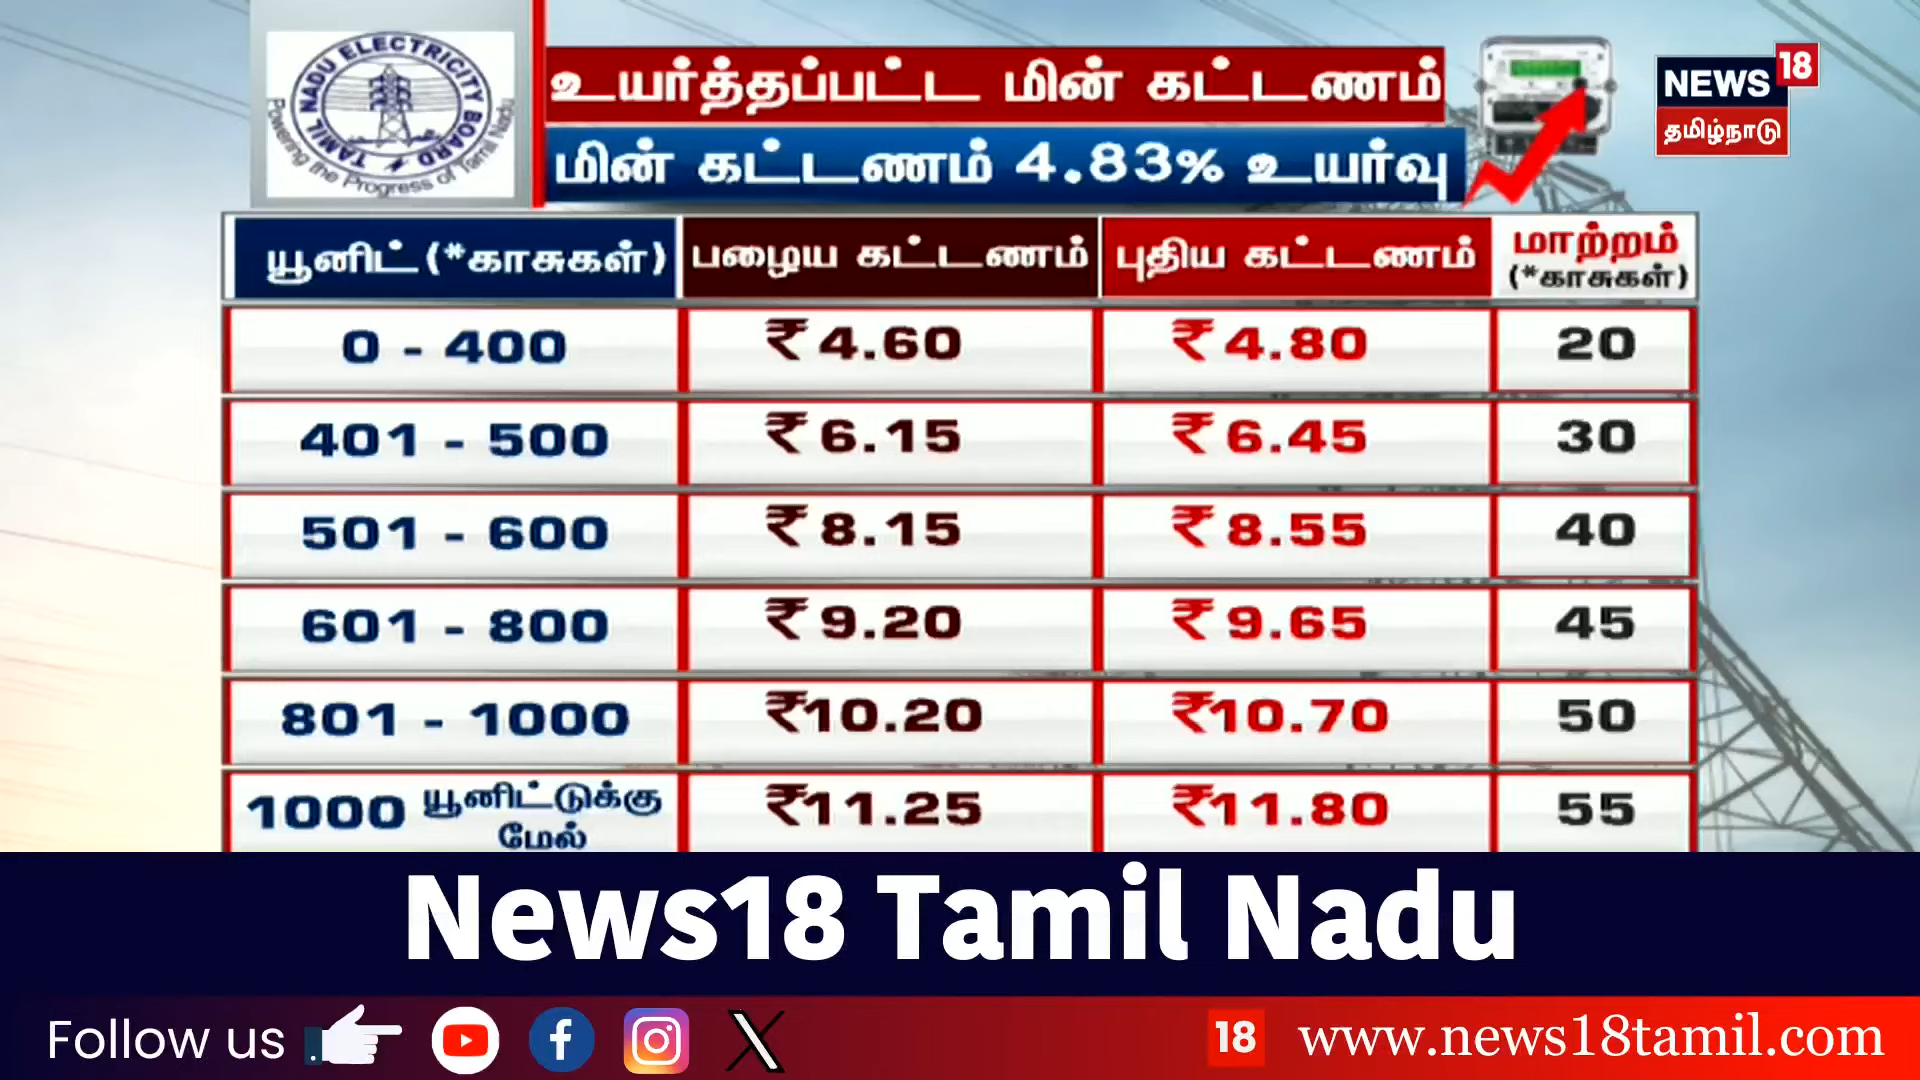 TAMIL NADU ELECTRICITY BOARD
Powering the Progress of Tamil Nadu
உயர்த்தப்பட்ட மின் கட்டணம்
மின் கட்டணம் 4.83% உயர்வு
NEWS 18
தமிழ்நாடு
யூனிட் (*காசுகள்) பழைய கட்டணம் புதிய கட்டணம் மாற்றம்
(*காசுகள்)
0 - 400 ₹4.60 ₹4.80 20
401 - 500 ₹6.15 ₹6.45 30
501 - 600 ₹8.15 ₹8.55 40
601 - 800 ₹9.20 ₹9.65 45
801 - 1000 ₹10.20 ₹10.70 50
1000 யூனிட்டுக்கு மேல் ₹11.25 ₹11.80 55
News18 Tamil Nadu
Follow us 18 www.news18tamil.com